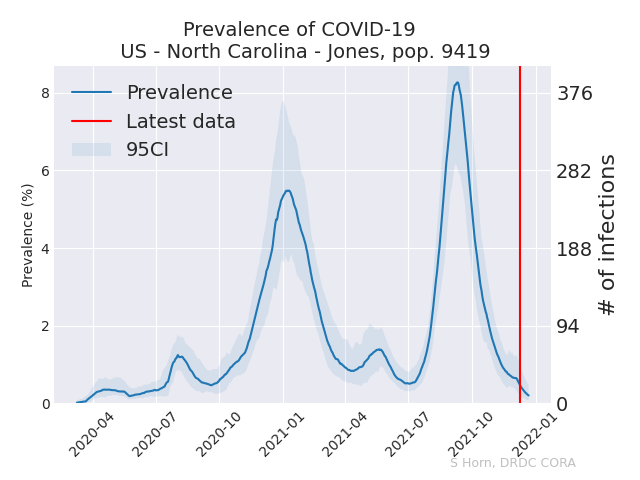 Prevalence of COVID-19
US - North Carolina - Jones, pop. 9419
Prevalence
Latest data
95CI
Prevalence (%)
8
6
4
2
0
376
282
188
94
0
# of infections
2020-04
2020-07
2020-10
2021-01
2021-04
2021-07
2021-10
2022-01
S Horn, DRDC CORA